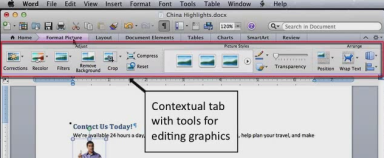 Word File Edit View Insert Format Font Tools Table Window Help
China Highlights.docx
120% Search in Document
Home Format Picture Layout Document Elements Tables Charts SmartArt Review
Adjust Picture Styles Arrange
Corrections Recolor Filters Remove Background Crop Compress Reset Transparency Position Wrap Text
Contextual tab
with tools for
editing graphics
Contact Us Today!
We're available 24 hours a day, help plan your travel, and make